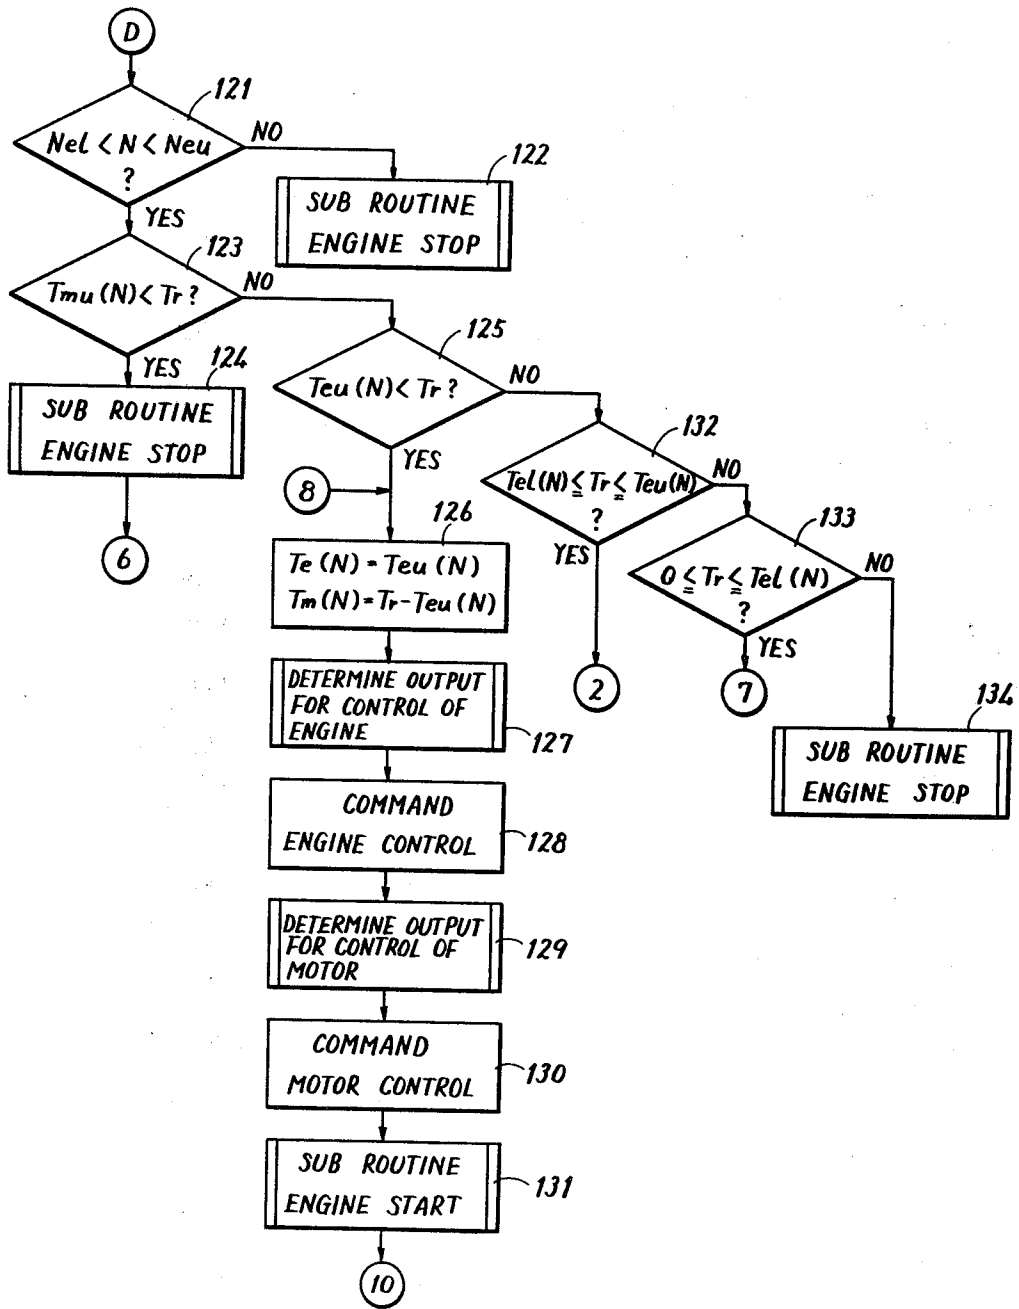 D
121
Nel < N < Neu
?
NO
YES
122
SUB ROUTINE
ENGINE STOP
123
Tmu (N) < Tr ?
NO
YES
124
SUB ROUTINE
ENGINE STOP
6
125
Teu (N) < Tr ?
NO
YES
8
126
Te (N) = Teu (N)
Tm (N) = Tr - Teu (N)
132
Tel (N) ≦ Tr ≦ Teu (N)
?
NO
YES
2
133
0 ≦ Tr ≦ Tel (N)
?
NO
YES
7
134
SUB ROUTINE
ENGINE STOP
DETERMINE OUTPUT
FOR CONTROL OF
ENGINE
127
COMMAND
ENGINE CONTROL
128
DETERMINE OUTPUT
FOR CONTROL OF
MOTOR
129
COMMAND
MOTOR CONTROL
130
SUB ROUTINE
ENGINE START
131
10